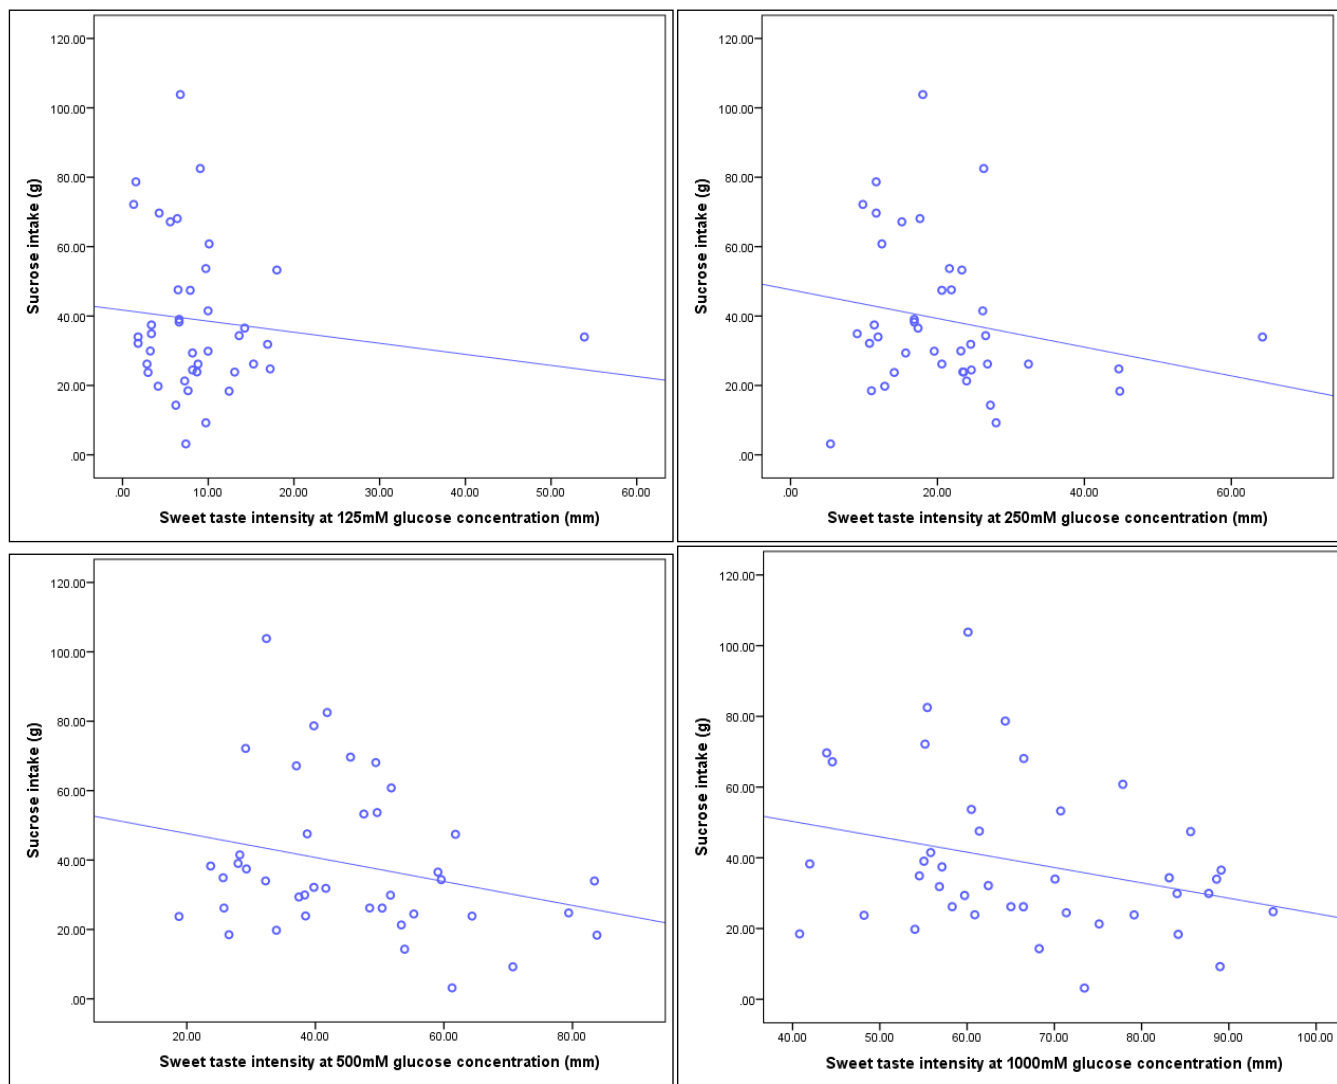 120.00
100.00
80.00
60.00
40.00
20.00
.00
Sucrose intake (g)
.00 10.00 20.00 30.00 40.00 50.00 60.00
Sweet taste intensity at 125mM glucose concentration (mm)
120.00
100.00
80.00
60.00
40.00
20.00
.00
Sucrose intake (g)
.00 20.00 40.00 60.00
Sweet taste intensity at 250mM glucose concentration (mm)
120.00
100.00
80.00
60.00
40.00
20.00
.00
Sucrose intake (g)
20.00 40.00 60.00 80.00
Sweet taste intensity at 500mM glucose concentration (mm)
120.00
100.00
80.00
60.00
40.00
20.00
.00
Sucrose intake (g)
40.00 50.00 60.00 70.00 80.00 90.00 100.00
Sweet taste intensity at 1000mM glucose concentration (mm)